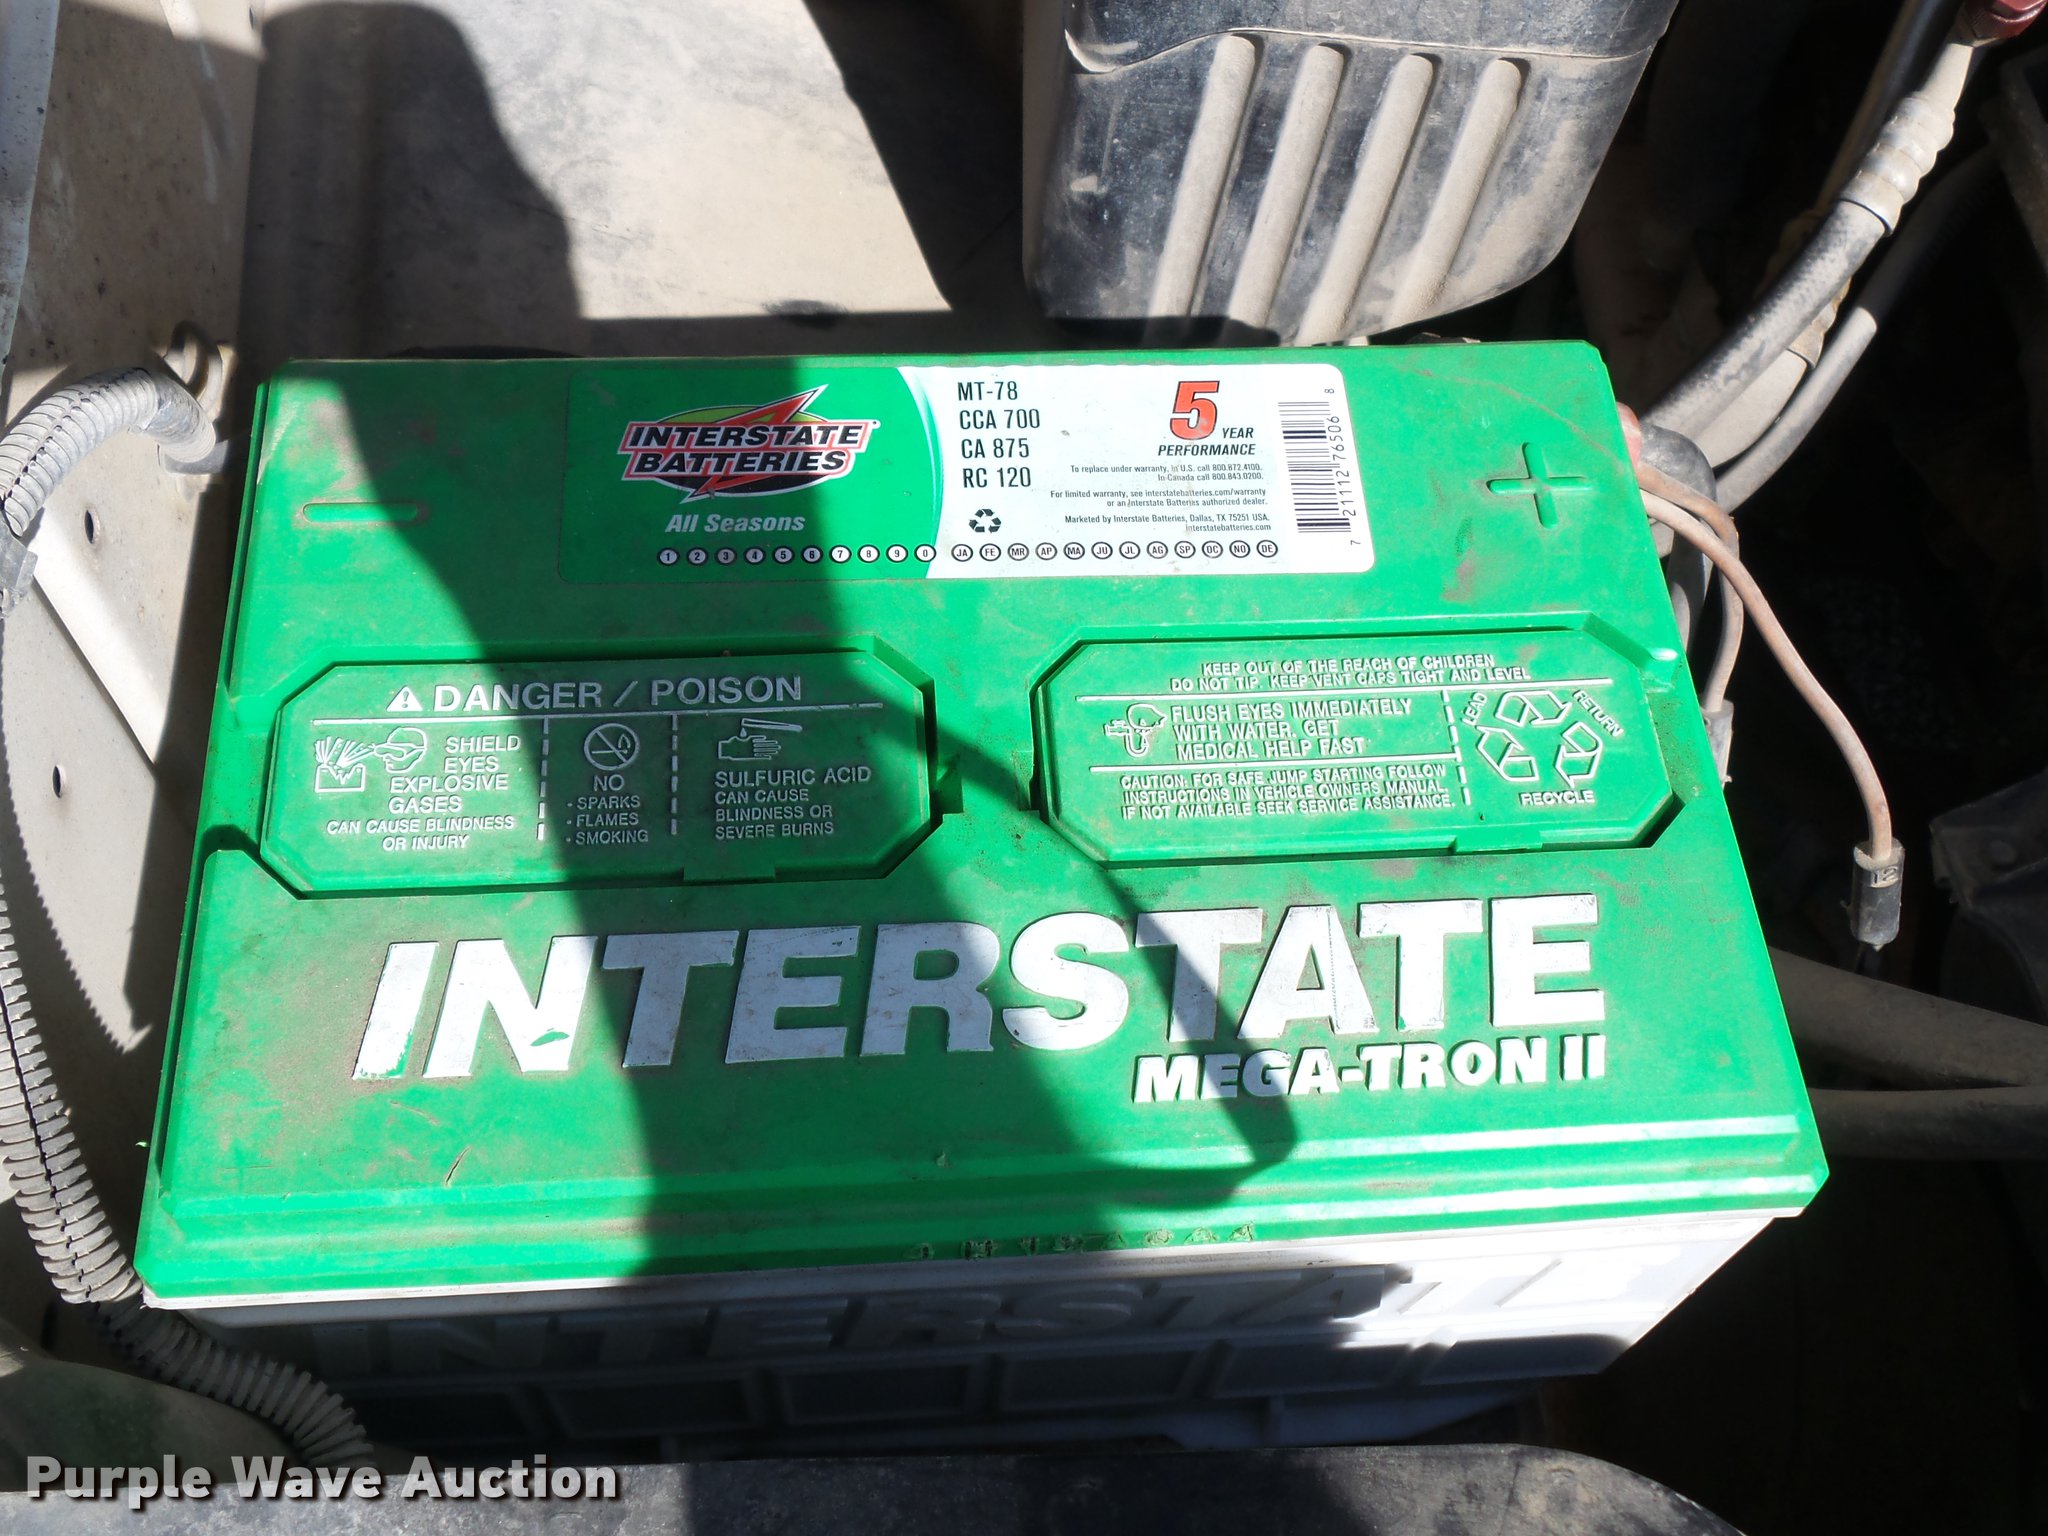 INTERSTATE
BATTERIES
All Seasons
MT-78
CCA 700
CA 875
RC 120
5 YEAR
PERFORMANCE
To replace under warranty, in U.S. call 800.872.4100.
In Canada call 800.843.0200.
For limited warranty, see interstatebatteries.com/warranty
or an Interstate Batteries authorized dealer.
Marketed by Interstate Batteries, Dallas, TX 75251 USA.
interstatebatteries.com
7 21112 76506 8
1 2 3 4 5 6 7 8 9 0 JA FE MR AP MA JU JL AG SP OC NO DE
DANGER / POISON
SHIELD
EYES
EXPLOSIVE
GASES
CAN CAUSE BLINDNESS
OR INJURY
NO
• SPARKS
• FLAMES
• SMOKING
SULFURIC ACID
CAN CAUSE
BLINDNESS OR
SEVERE BURNS
KEEP OUT OF THE REACH OF CHILDREN
DO NOT TIP. KEEP VENT CAPS TIGHT AND LEVEL
FLUSH EYES IMMEDIATELY
WITH WATER. GET
MEDICAL HELP FAST
CAUTION: FOR SAFE JUMP STARTING FOLLOW
INSTRUCTIONS IN VEHICLE OWNERS MANUAL.
IF NOT AVAILABLE SEEK SERVICE ASSISTANCE.
LEAD
RETURN
RECYCLE
12
INTERSTATE
MEGA-TRON II
INTERSTATE
Purple Wave Auction